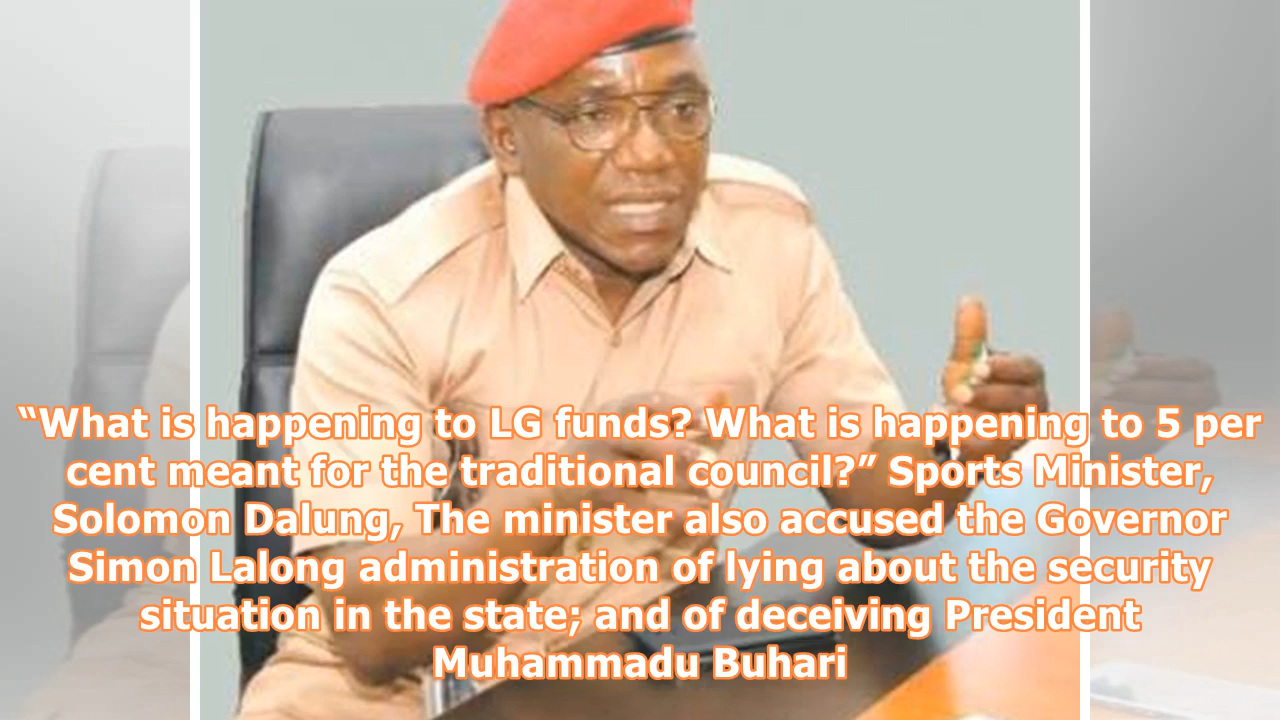 “What is happening to LG funds? What is happening to 5 per
cent meant for the traditional council?” Sports Minister,
Solomon Dalung, The minister also accused the Governor
Simon Lalong administration of lying about the security
situation in the state; and of deceiving President
Muhammadu Buhari